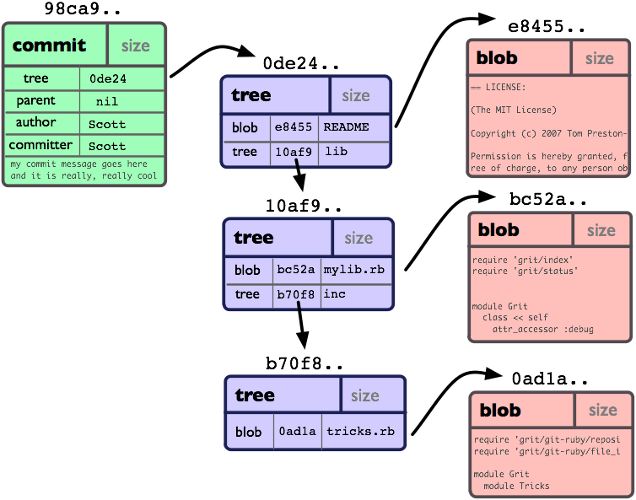 98ca9..
commit size
tree 0de24
parent nil
author Scott
committer Scott
my commit message goes here
and it is really, really cool
0de24..
tree size
blob e8455 README
tree 10af9 lib
e8455..
blob size
== LICENSE:
(The MIT License)
Copyright (c) 2007 Tom Preston-
Permission is hereby granted, f
ree of charge, to any person ob
10af9..
tree size
blob bc52a mylib.rb
tree b70f8 inc
bc52a..
blob size
require 'grit/index'
require 'grit/status'
module Grit
class << self
attr_accessor :debug
b70f8..
tree size
blob 0ad1a tricks.rb
0ad1a..
blob size
require 'grit/git-ruby/reposi
require 'grit/git-ruby/file_i
module Grit
module Tricks